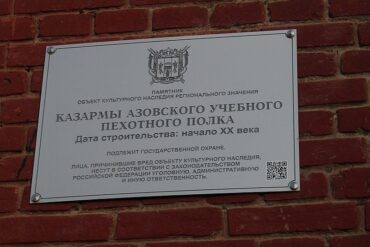 ПАМЯТНИК
ОБЪЕКТ КУЛЬТУРНОГО НАСЛЕДИЯ РЕГИОНАЛЬНОГО ЗНАЧЕНИЯ
КАЗАРМЫ АЗОВСКОГО УЧЕБНОГО
ПЕХОТНОГО ПОЛКА
Дата строительства: начало XX века
ПОДЛЕЖИТ ГОСУДАРСТВЕННОЙ ОХРАНЕ.
ЛИЦА, ПРИЧИНИВШИЕ ВРЕД ОБЪЕКТУ КУЛЬТУРНОГО НАСЛЕДИЯ,
НЕСУТ В СООТВЕТСТВИИ С ЗАКОНОДАТЕЛЬСТВОМ
РОССИЙСКОЙ ФЕДЕРАЦИИ УГОЛОВНУЮ, АДМИНИСТРАТИВНУЮ
И ИНУЮ ОТВЕТСТВЕННОСТЬ.